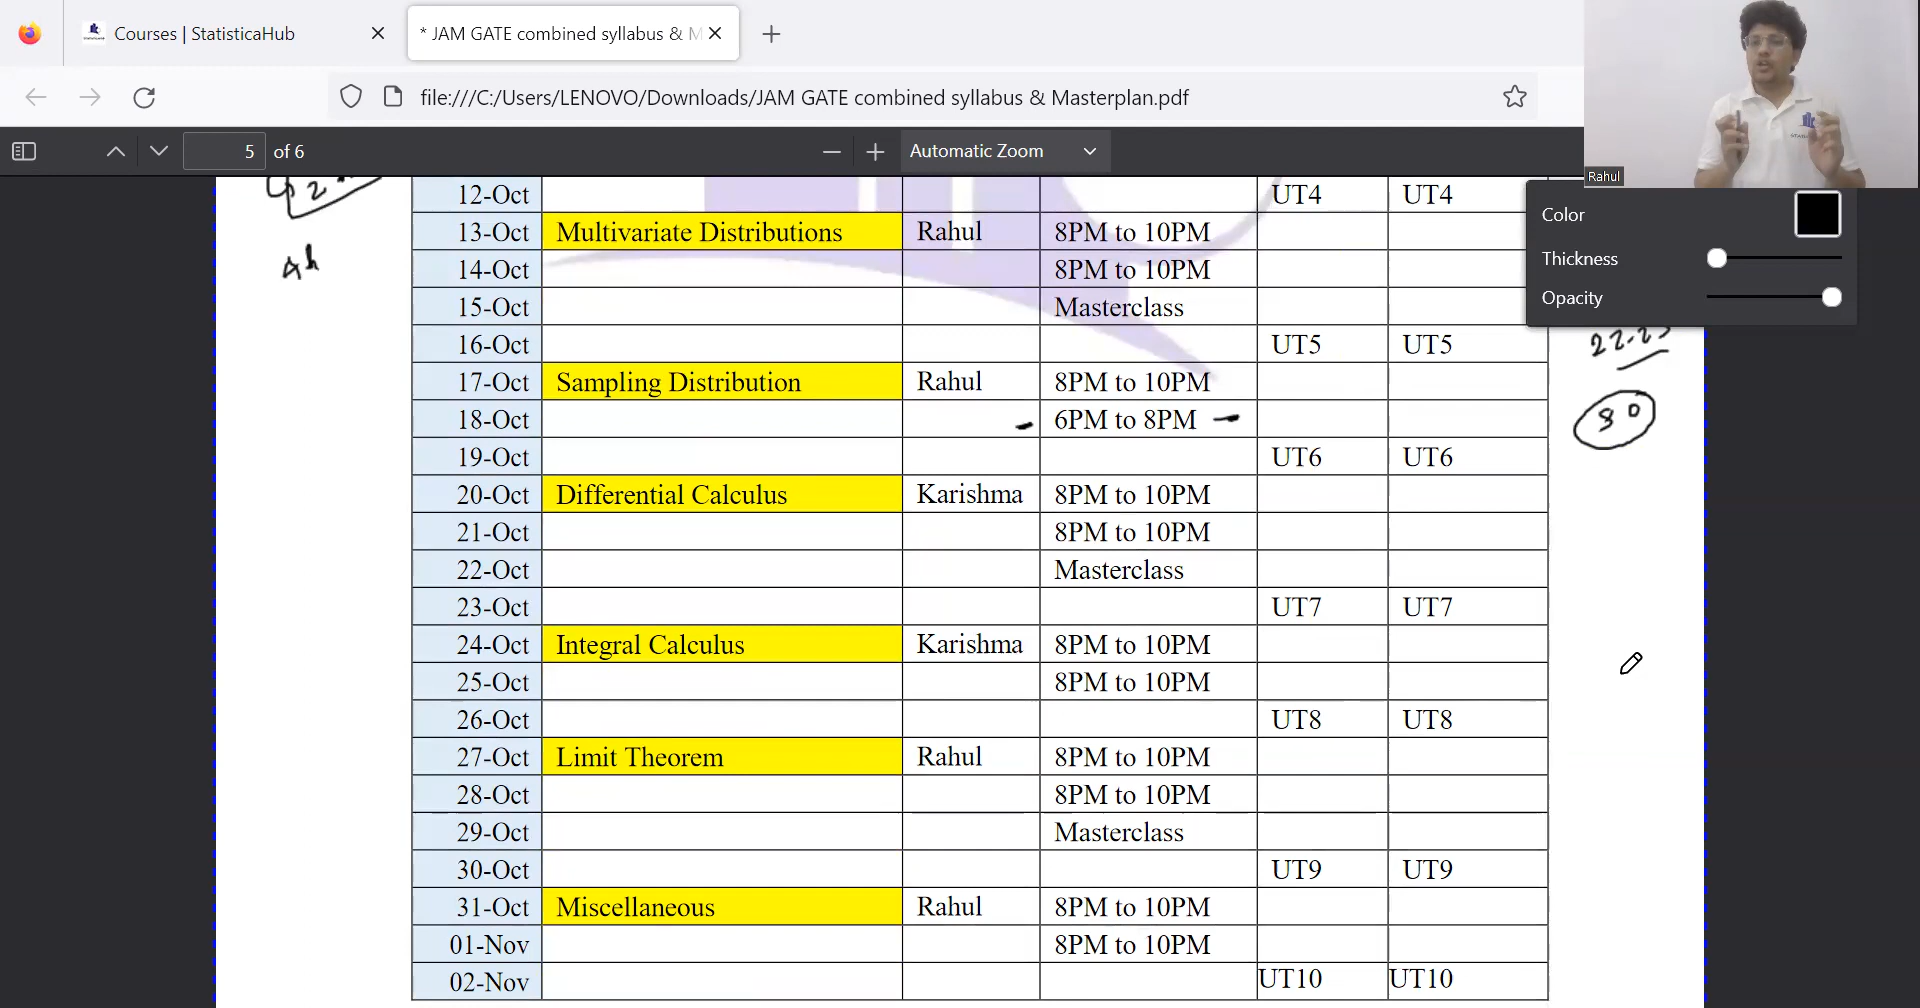 Courses | StatisticaHub
* JAM GATE combined syllabus & M
file:///C:/Users/LENOVO/Downloads/JAM GATE combined syllabus & Masterplan.pdf
5 of 6
Automatic Zoom
Rahul
Color
Thickness
Opacity
12-Oct UT4 UT4
13-Oct Multivariate Distributions Rahul 8PM to 10PM
14-Oct 8PM to 10PM
15-Oct Masterclass
16-Oct UT5 UT5
17-Oct Sampling Distribution Rahul 8PM to 10PM
18-Oct 6PM to 8PM
19-Oct UT6 UT6
20-Oct Differential Calculus Karishma 8PM to 10PM
21-Oct 8PM to 10PM
22-Oct Masterclass
23-Oct UT7 UT7
24-Oct Integral Calculus Karishma 8PM to 10PM
25-Oct 8PM to 10PM
26-Oct UT8 UT8
27-Oct Limit Theorem Rahul 8PM to 10PM
28-Oct 8PM to 10PM
29-Oct Masterclass
30-Oct UT9 UT9
31-Oct Miscellaneous Rahul 8PM to 10PM
01-Nov 8PM to 10PM
02-Nov UT10 UT10
4h
30